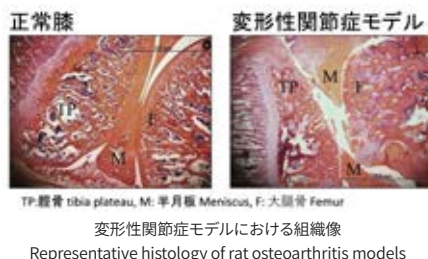 正常膝
変形性関節症モデル
TP
M
F
M
TP
M
F
M
TP:脛骨 tibia plateau, M: 半月板 Meniscus, F: 大腿骨 Femur
変形性関節症モデルにおける組織像
Representative histology of rat osteoarthritis models